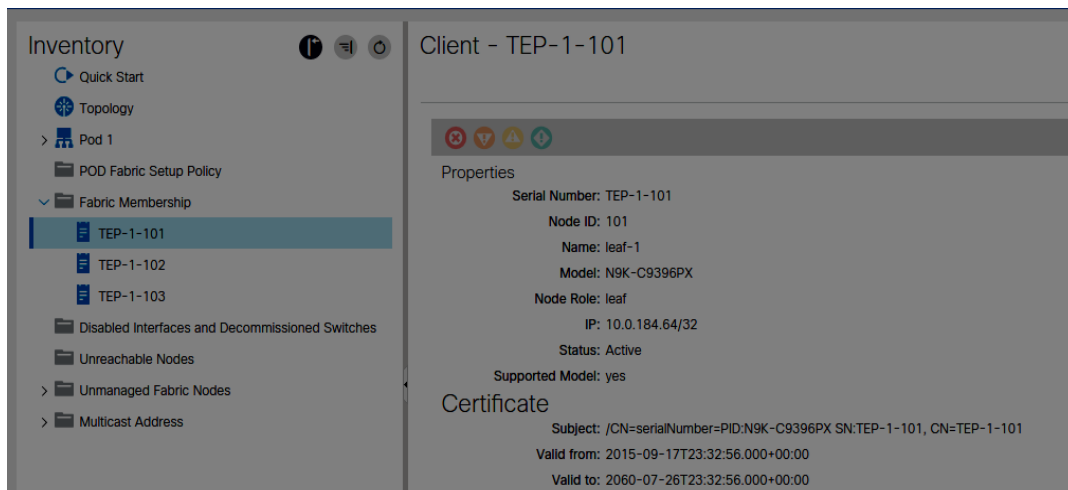 Inventory
Quick Start
Topology
Pod 1
POD Fabric Setup Policy
Fabric Membership
TEP-1-101
TEP-1-102
TEP-1-103
Disabled Interfaces and Decommissioned Switches
Unreachable Nodes
Unmanaged Fabric Nodes
Multicast Address
Client - TEP-1-101
Properties
Serial Number: TEP-1-101
Node ID: 101
Name: leaf-1
Model: N9K-C9396PX
Node Role: leaf
IP: 10.0.184.64/32
Status: Active
Supported Model: yes
Certificate
Subject: /CN=serialNumber=PID:N9K-C9396PX SN:TEP-1-101, CN=TEP-1-101
Valid from: 2015-09-17T23:32:56.000+00:00
Valid to: 2060-07-26T23:32:56.000+00:00